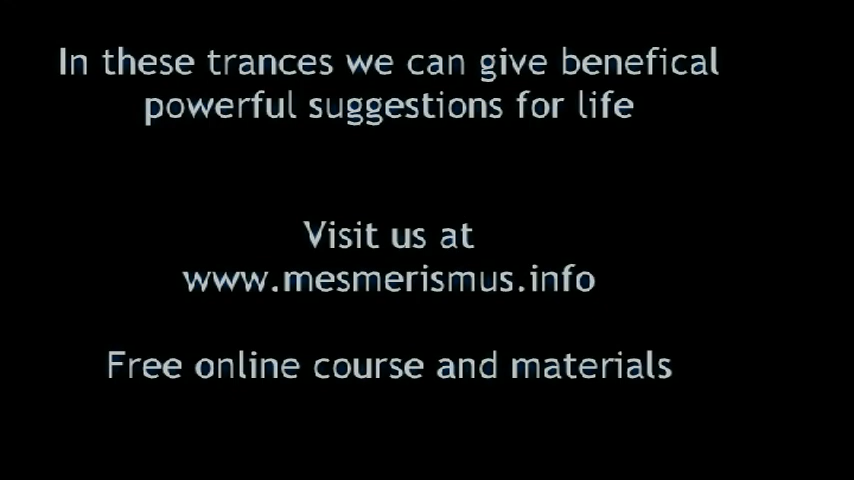 In these trances we can give benefical
powerful suggestions for life
Visit us at
www.mesmerismus.info
Free online course and materials